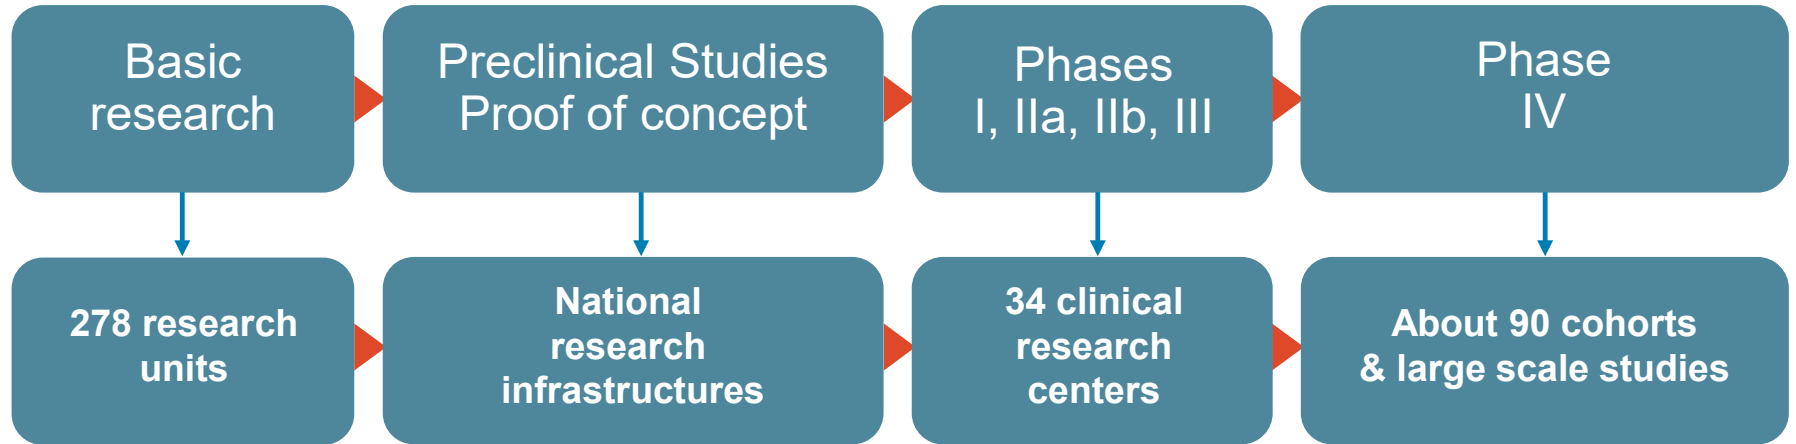 Basic
research
Preclinical Studies
Proof of concept
Phases
I, IIa, IIb, III
Phase
IV
278 research
units
National
research
infrastructures
34 clinical
research
centers
About 90 cohorts
& large scale studies